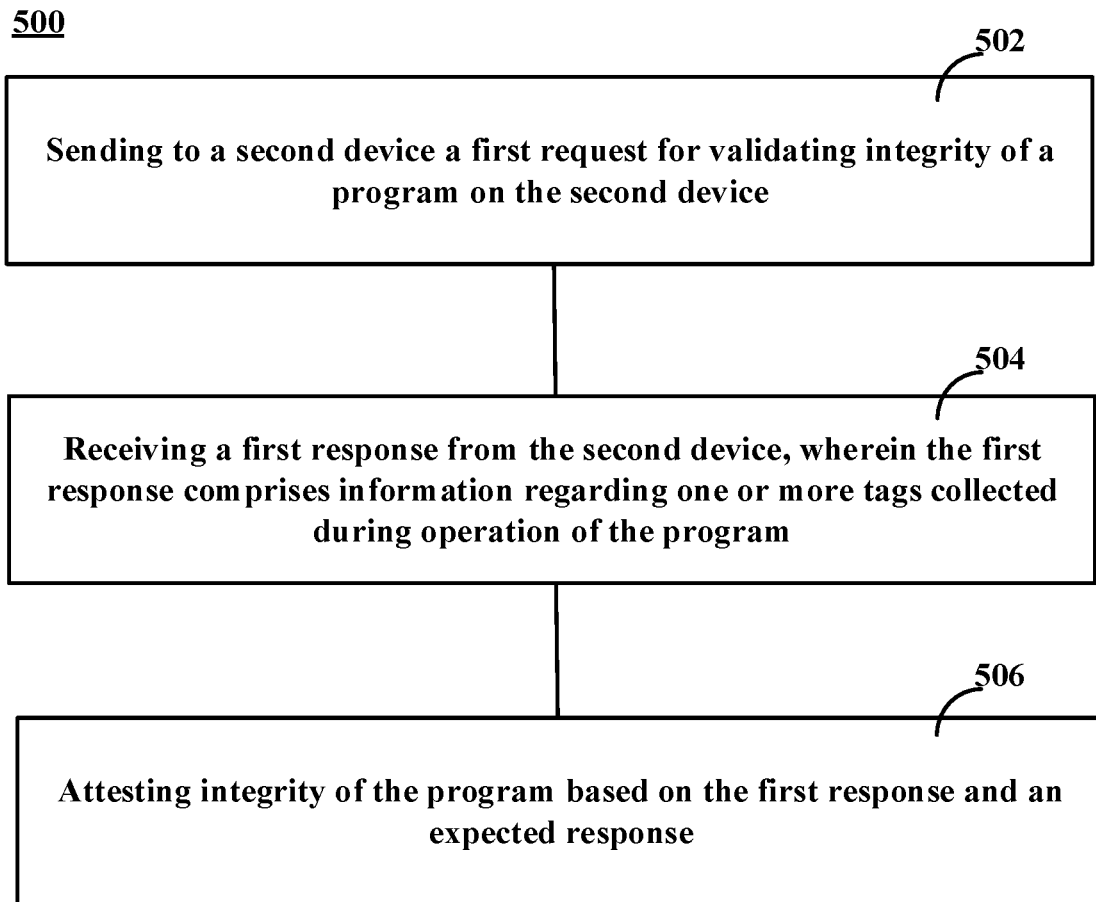 500
502
Sending to a second device a first request for validating integrity of a
program on the second device
504
Receiving a first response from the second device, wherein the first
response comprises information regarding one or more tags collected
during operation of the program
506
Attesting integrity of the program based on the first response and an
expected response